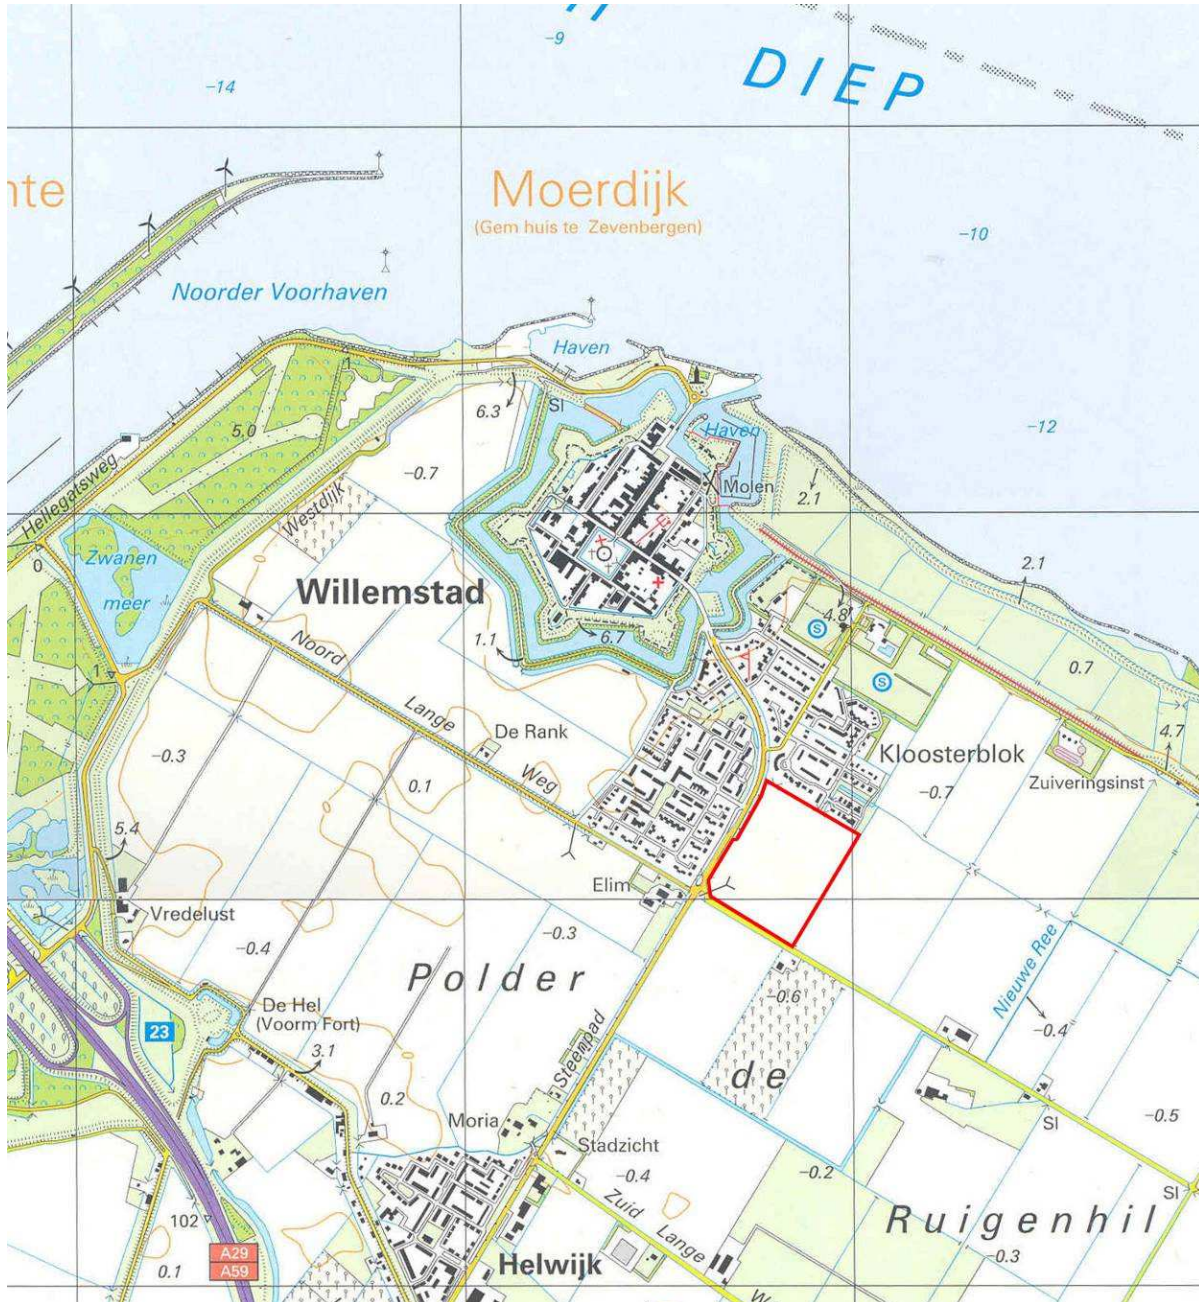 -9
DIEP
-14
nte
Moerdijk
(Gem huis te Zevenbergen)
-10
Noorder Voorhaven
Haven
6.3
Sl
5,0
Haven
-12
Hellegatsweg
-0.7
Molen
2.1
Westdijk
Zwanen
meer
0
2.1
Willemstad
1.1
6.7
4.8
S
Noord
S
0.7
1
Lange
De Rank
4.7
-0.3
Kloosterblok
Weg
0.1
-0.7
Zuiveringsinst
5.4
Elim
Vredelust
-0.4
-0.3
Polder
Nieuwe Ree
-0.6
De Hel
(Voorm Fort)
23
-0.4
3.1
Steenpad
de
0.2
Moria
-0.5
Sl
Stadzicht
-0.4
-0.2
Sl
Zuid Lange
102
Ruigenhil
A29
A59
0.1
Helwijk
-0.3